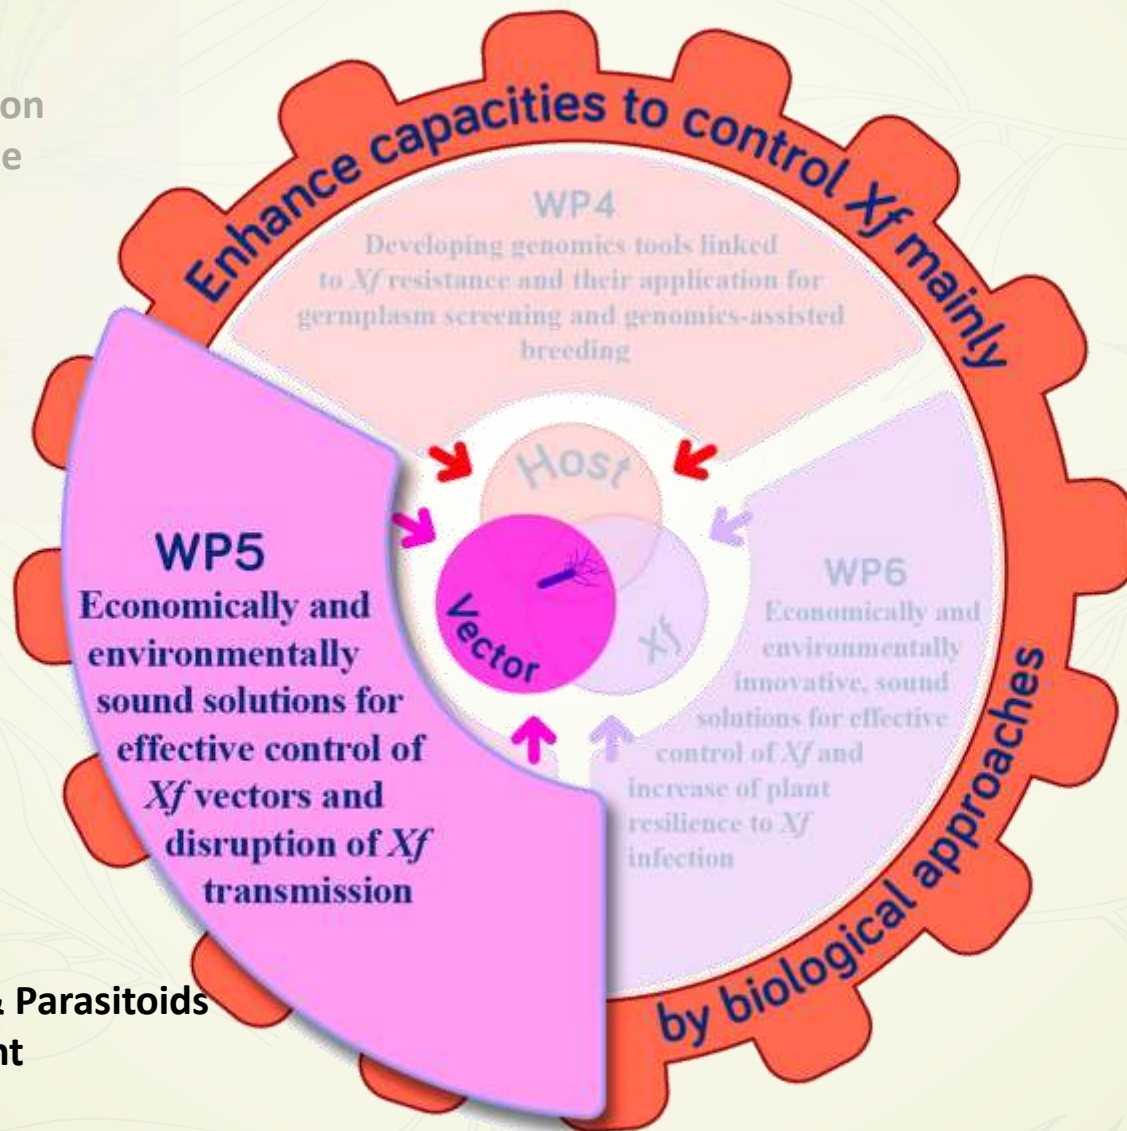 on
e
Enhance capacities to control Xf mainly
by biological approaches
WP4
Developing genomics tools linked
to Xf resistance and their application for
germplasm screening and genomics-assisted
breeding
Host
Vector
Xf
WP5
Economically and
environmentally
sound solutions for
effective control of
Xf vectors and
disruption of Xf
transmission
WP6
Economically and
environmentally
innovative, sound
solutions for effective
control of Xf and
increase of plant
resilience to Xf
infection
& Parasitoids
nt